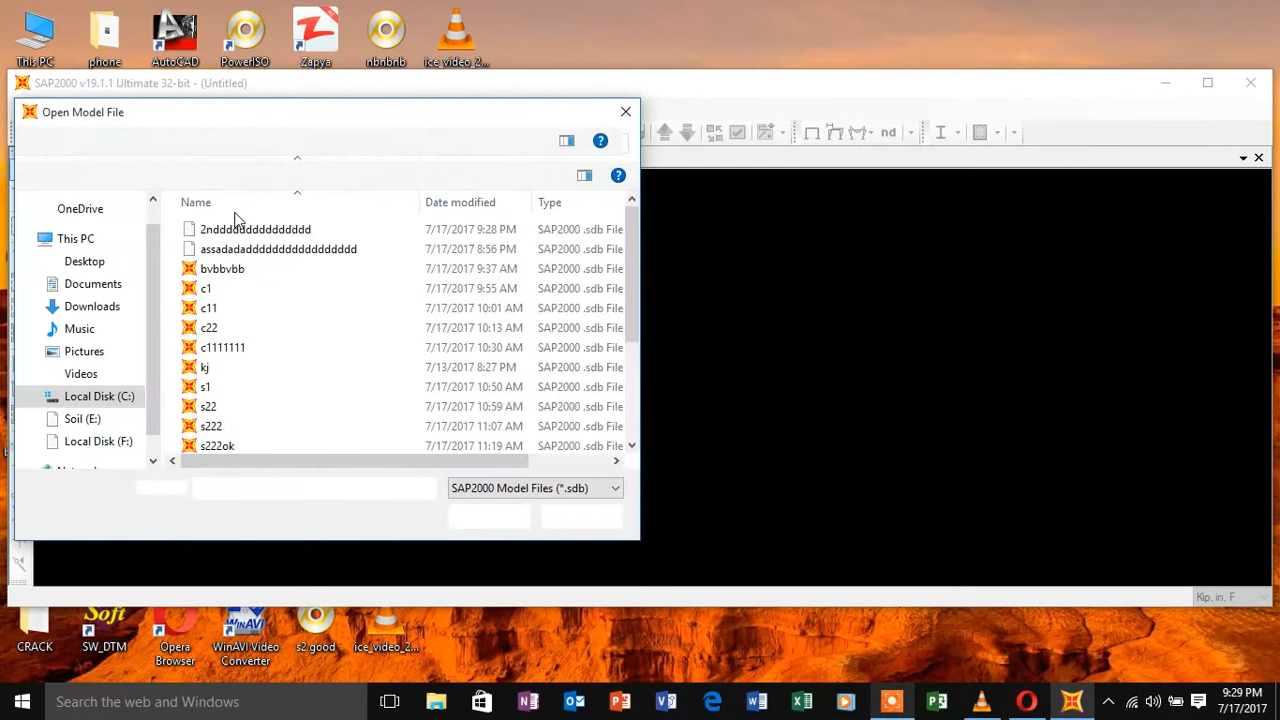 This PC
phone
AutoCAD
PowerISO
Zapya
nbnbnb
ice_video_2...
SAP2000 v19.1.1 Ultimate 32-bit - (Untitled)
Open Model File
nd
Name
Date modified
Type
OneDrive
This PC
Desktop
Documents
Downloads
Music
Pictures
Videos
Local Disk (C:)
Soil (E:)
Local Disk (F:)
7/17/2017 9:28 PM SAP2000 .sdb File
7/17/2017 8:56 PM SAP2000 .sdb File
bvbbvbb 7/17/2017 9:37 AM SAP2000 .sdb File
c1 7/17/2017 9:55 AM SAP2000 .sdb File
c11 7/17/2017 10:01 AM SAP2000 .sdb File
c22 7/17/2017 10:13 AM SAP2000 .sdb File
c1111111 7/17/2017 10:30 AM SAP2000 .sdb File
kj 7/13/2017 8:27 PM SAP2000 .sdb File
s1 7/17/2017 10:50 AM SAP2000 .sdb File
s22 7/17/2017 10:59 AM SAP2000 .sdb File
s222 7/17/2017 11:07 AM SAP2000 .sdb File
s222ok 7/17/2017 11:19 AM SAP2000 .sdb File
SAP2000 Model Files (*.sdb)
Kip, in, F
CRACK
Soft
SW_DTM
Opera
Browser
WinAVI
WinAVI Video
Converter
s2 good
ice_video_2...
Search the web and Windows
9:29 PM
7/17/2017